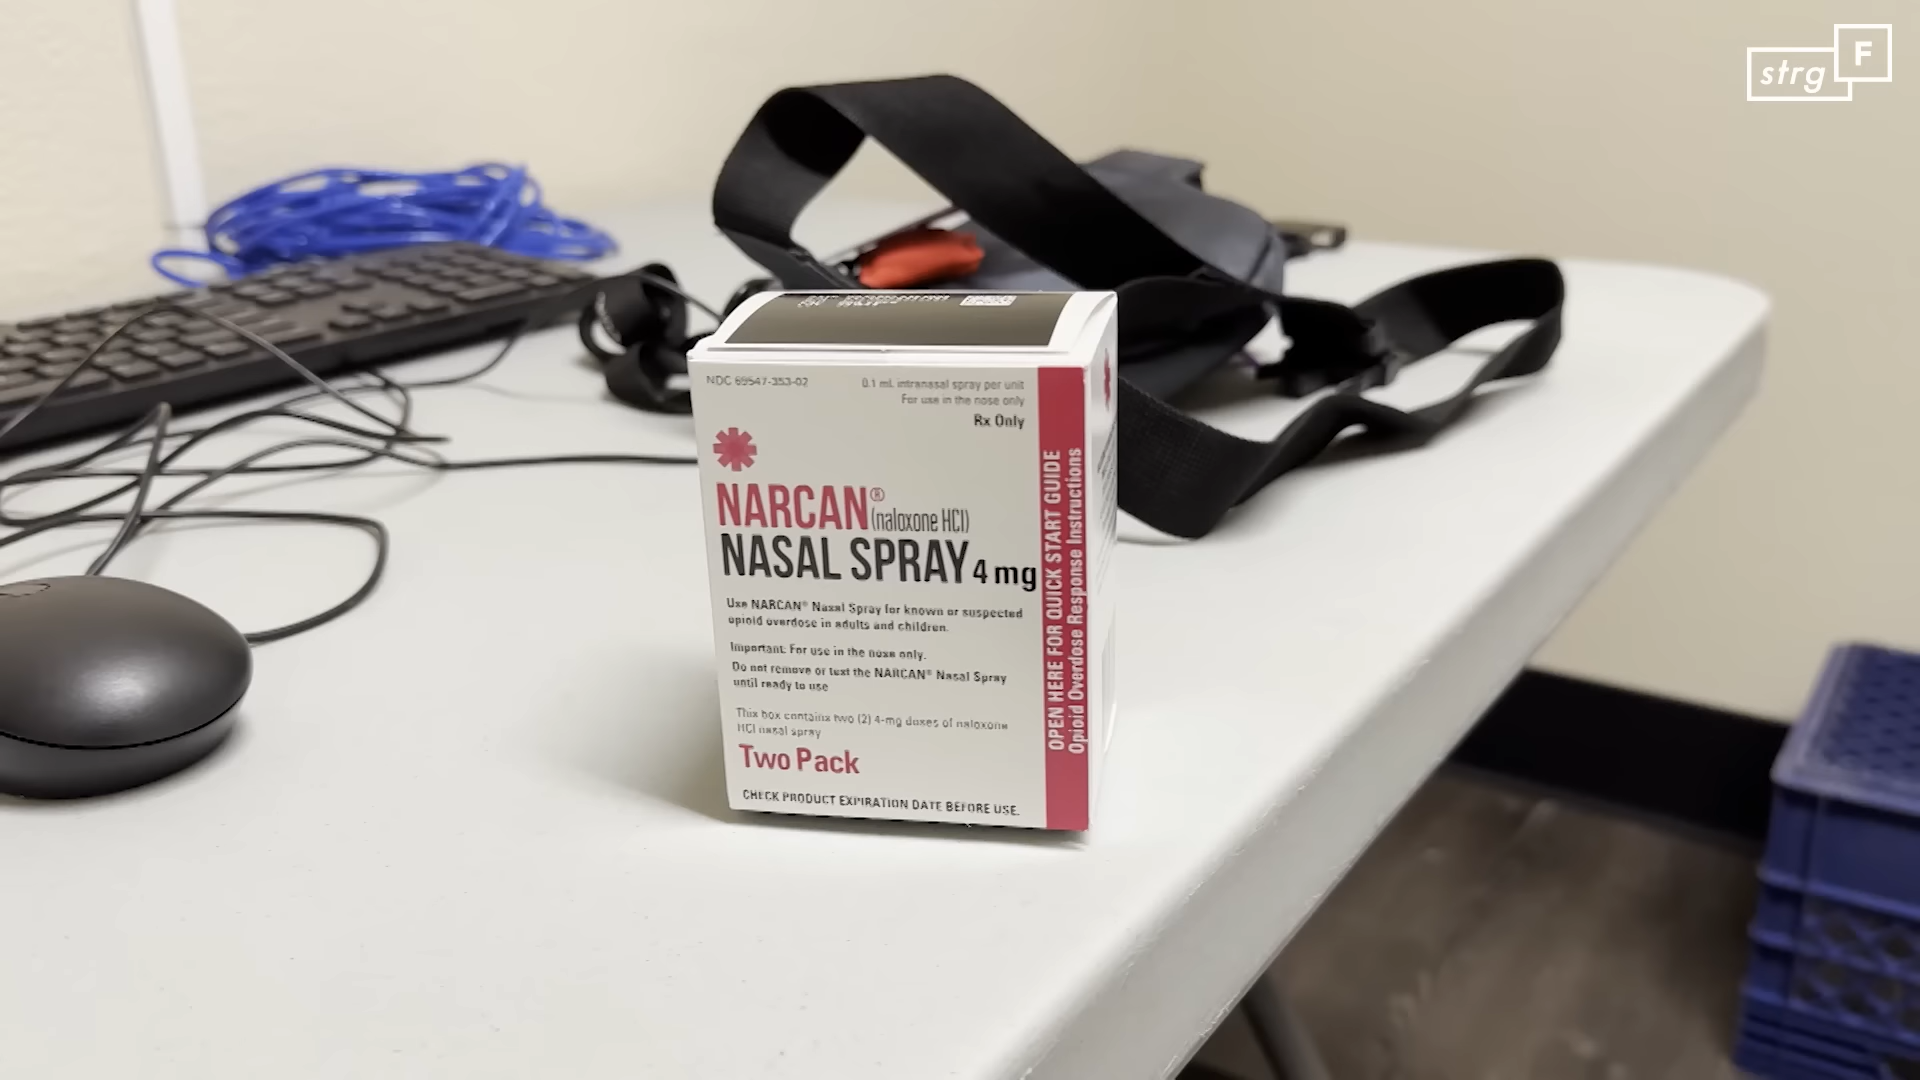 strg F
NDC 69547-353-02
0.1 mL intranasal spray per unit
For use in the nose only
Rx Only
NARCAN® (naloxone HCl)
NASAL SPRAY 4 mg
Use NARCAN® Nasal Spray for known or suspected
opioid overdose in adults and children.
Important: For use in the nose only.
Do not remove or test the NARCAN® Nasal Spray
until ready to use
This box contains two (2) 4-mg doses of naloxone
HCl nasal spray
Two Pack
CHECK PRODUCT EXPIRATION DATE BEFORE USE.
OPEN HERE FOR QUICK START GUIDE
Opioid Overdose Response Instructions